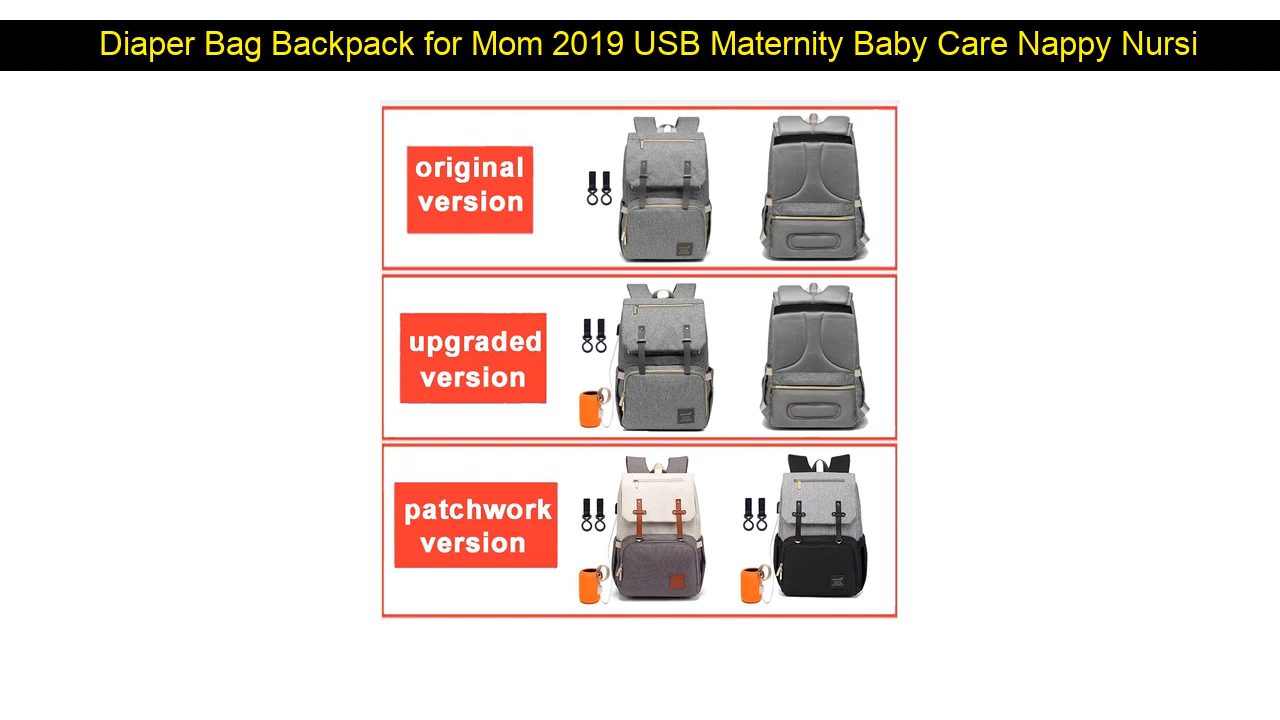 Diaper Bag Backpack for Mom 2019 USB Maternity Baby Care Nappy Nursi
original
version
upgraded
version
patchwork
version